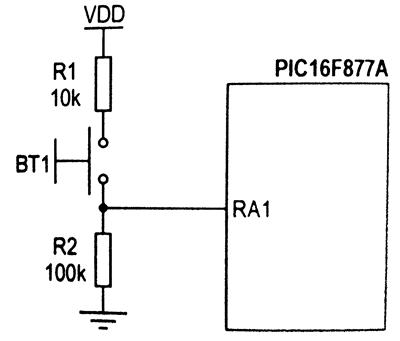 VDD
R1
10k
PIC16F877A
BT1
RA1
R2
100k